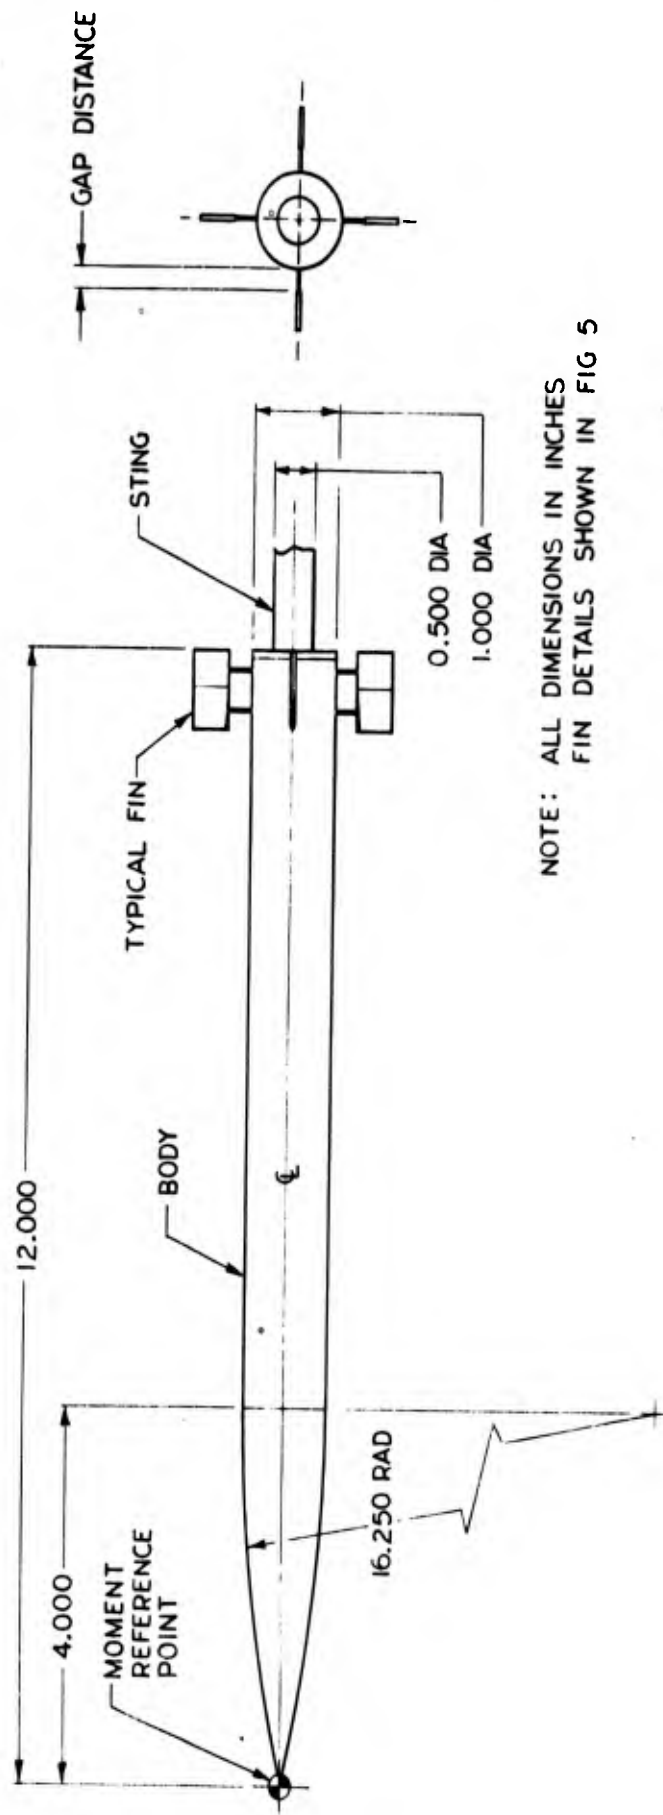 12.000
4.000
MOMENT
REFERENCE
POINT
BODY
TYPICAL FIN
STING
GAP DISTANCE
℄
16.250 RAD
0.500 DIA
1.000 DIA
NOTE: ALL DIMENSIONS IN INCHES
FIN DETAILS SHOWN IN FIG 5